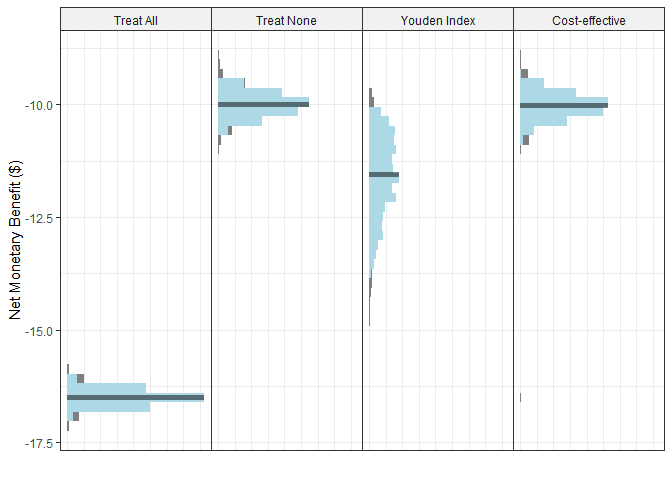 Treat All
Treat None
Youden Index
Cost-effective
Net Monetary Benefit ($)
-10.0
-12.5
-15.0
-17.5